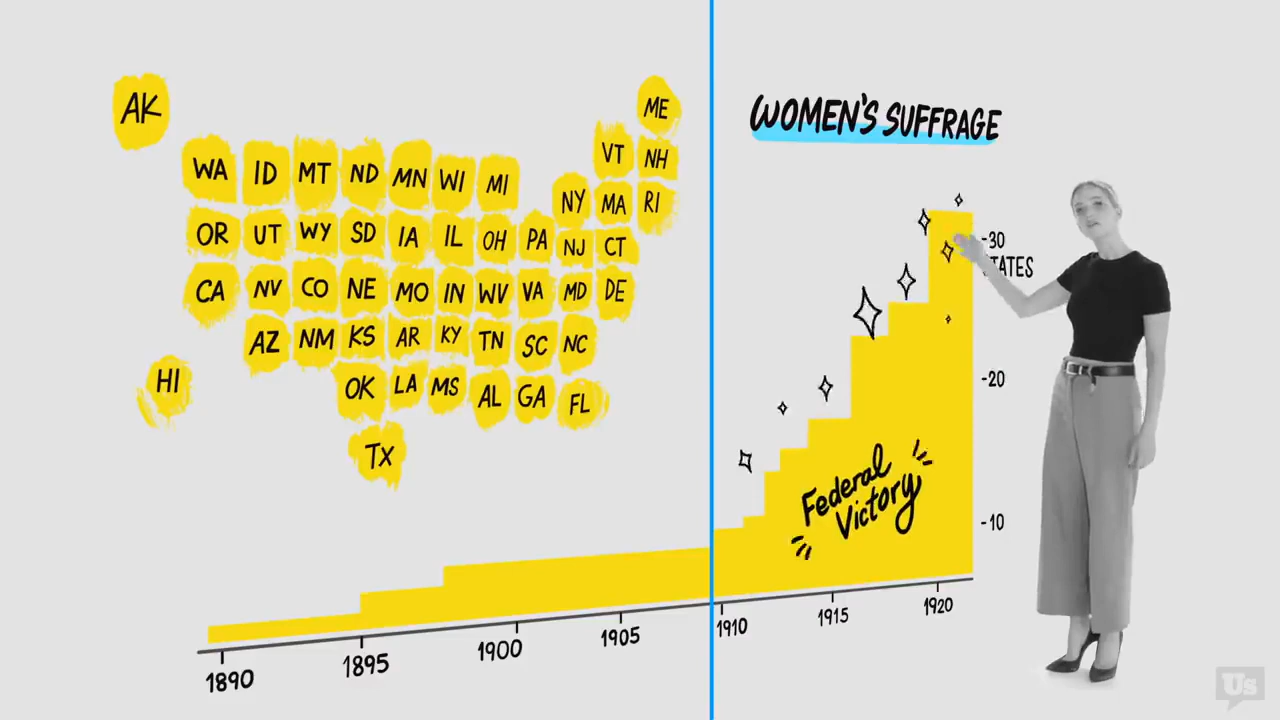 AK
ME
VT NH
WA ID MT ND MN WI MI
NY MA RI
OR UT WY SD IA IL OH PA NJ CT
CA NV CO NE MO IN WV VA MD DE
AZ NM KS AR KY TN SC NC
HI
OK LA MS AL GA FL
TX
WOMEN'S SUFFRAGE
-30
-20
-10
Federal
Victory
1890 1895 1900 1905 1910 1915 1920
Us